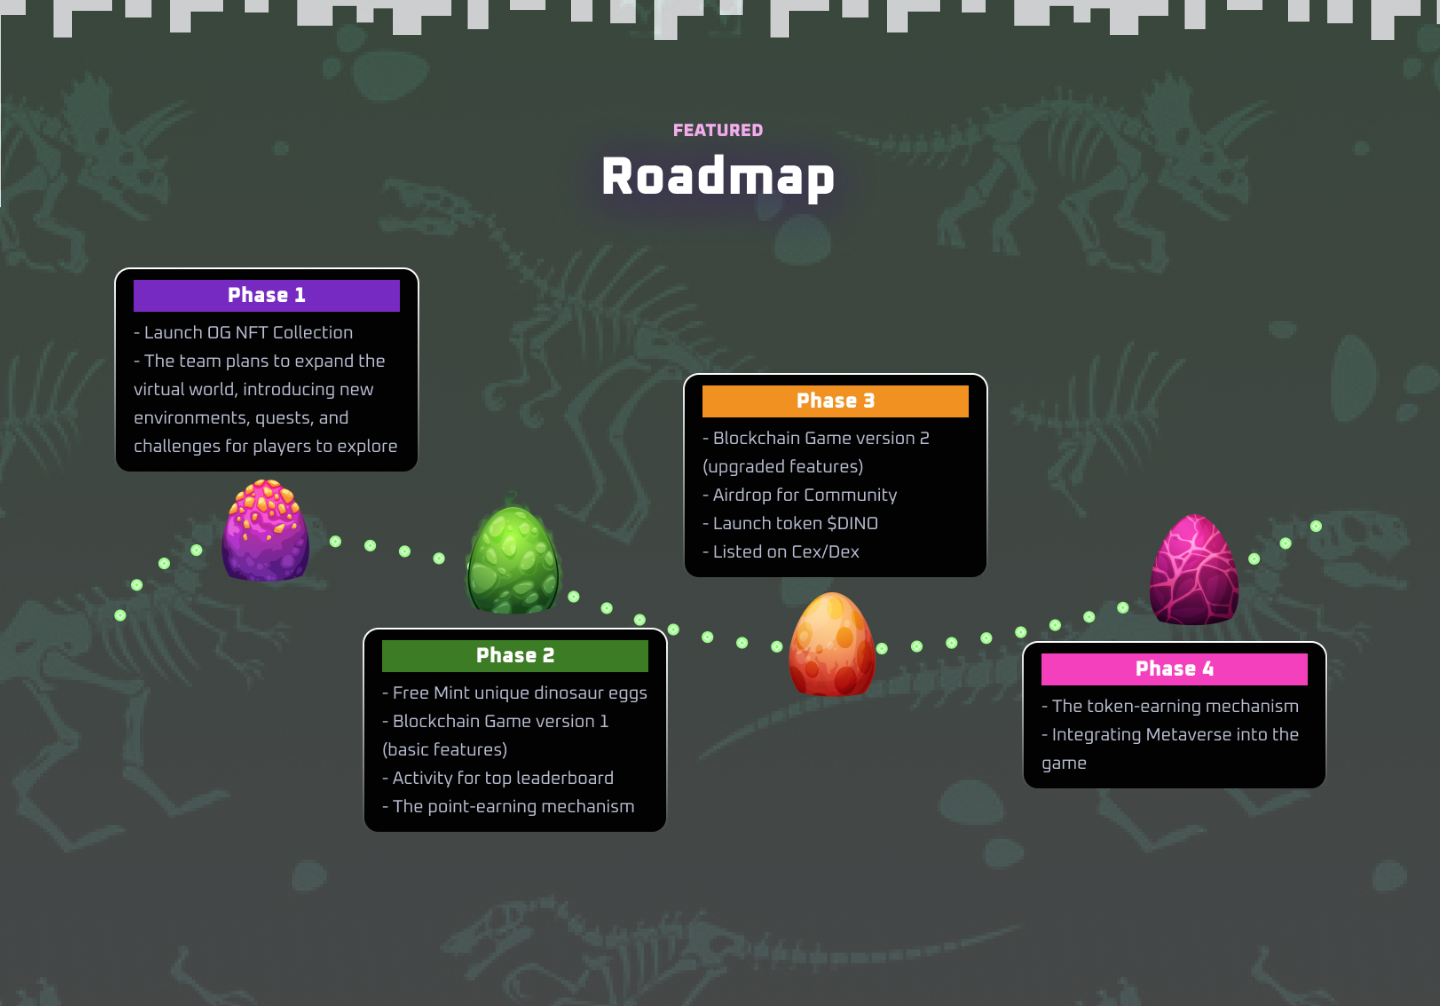 FEATURED
Roadmap
Phase 1
- Launch OG NFT Collection
- The team plans to expand the
virtual world, introducing new
environments, quests, and
challenges for players to explore
Phase 2
- Free Mint unique dinosaur eggs
- Blockchain Game version 1
(basic features)
- Activity for top leaderboard
- The point-earning mechanism
Phase 3
- Blockchain Game version 2
(upgraded features)
- Airdrop for Community
- Launch token $DINO
- Listed on Cex/Dex
Phase 4
- The token-earning mechanism
- Integrating Metaverse into the
game